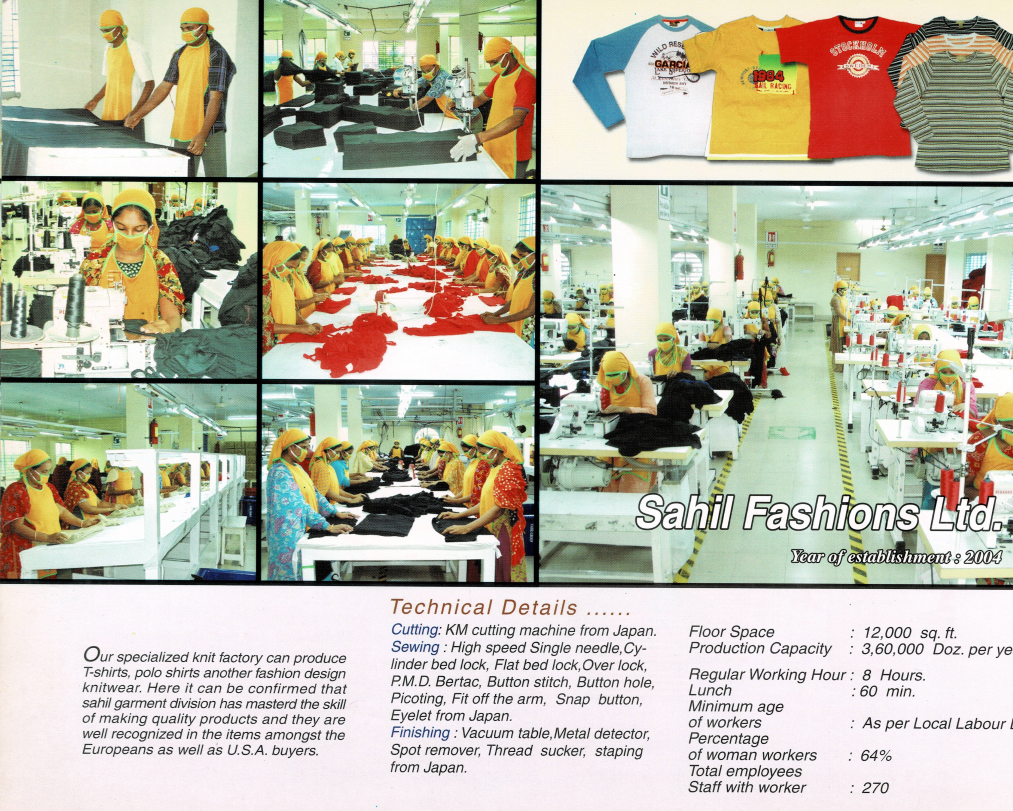 WILD RESE
GARCIA
1984
SAIL RACING
STOCKHOLM
Sahil Fashions Ltd.
Year of establishment : 2004
Our specialized knit factory can produce
T-shirts, polo shirts another fashion design
knitwear. Here it can be confirmed that
sahil garment division has masterd the skill
of making quality products and they are
well recognized in the items amongst the
Europeans as well as U.S.A. buyers.
Technical Details ......
Cutting: KM cutting machine from Japan.
Sewing : High speed Single needle,Cy-
linder bed lock, Flat bed lock,Over lock,
P.M.D. Bertac, Button stitch, Button hole,
Picoting, Fit off the arm, Snap button,
Eyelet from Japan.
Finishing : Vacuum table,Metal detector,
Spot remover, Thread sucker, staping
from Japan.
Floor Space : 12,000 sq. ft.
Production Capacity : 3,60,000 Doz. per ye
Regular Working Hour : 8 Hours.
Lunch : 60 min.
Minimum age
of workers : As per Local Labour L
Percentage
of woman workers : 64%
Total employees
Staff with worker : 270